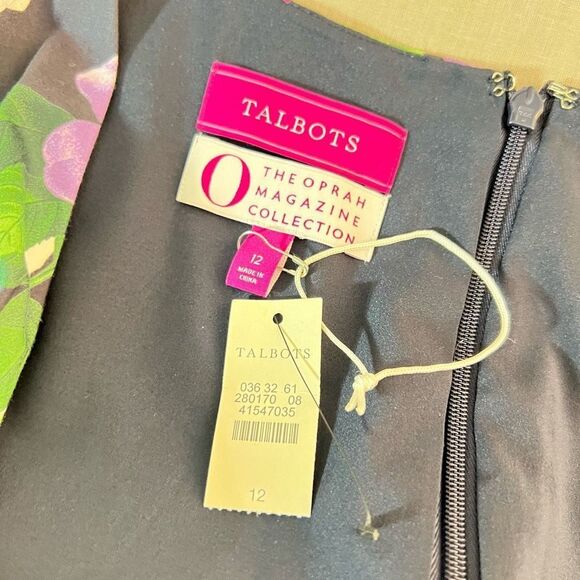 TALBOTS
O THE OPRAH
MAGAZINE
COLLECTION
12
MADE IN
CHINA
TALBOTS
036 32 61
280170 08
41547035
12